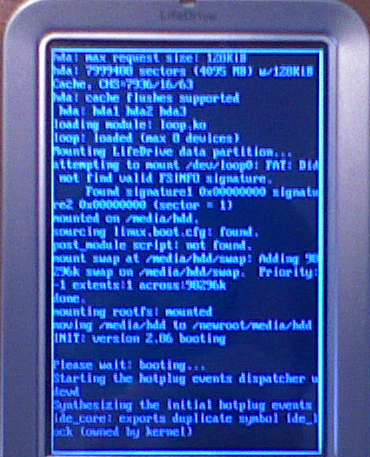 LifeDrive
hda: max request size: 128KiB
hda: 7999488 sectors (4095 MB) w/128KiB
Cache, CHS=7936/16/63
hda: cache flushes supported
hda: hda1 hda2 hda3
loading module: loop.ko
loop: loaded (max 8 devices)
Mounting LifeDrive data partition...
attempting to mount /dev/loop0: FAT: Did
not find valid FSINFO signature.
Found signature1 0x00000000 signatu
re2 0x00000000 (sector = 1)
mounted on /media/hdd.
sourcing linux.boot.cfg: found.
post_module script: not found.
mount swap at /media/hdd/swap: Adding 98
296k swap on /media/hdd/swap.  Priority:
-1 extents:1 across:98296k
done.
mounting rootfs: mounted
moving /media/hdd to /newroot/media/hdd
INIT: version 2.86 booting
Please wait: booting...
Starting the hotplug events dispatcher u
devd
Synthesizing the initial hotplug events
ide_core: exports duplicate symbol ide_l
ock (owned by kernel)